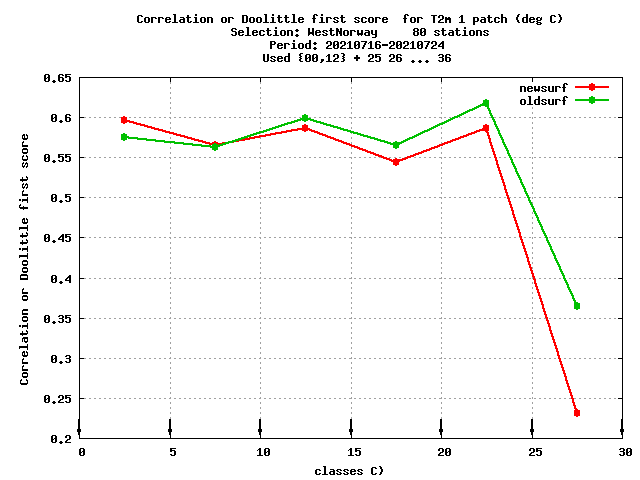 Correlation or Doolittle first score  for T2m 1 patch (deg C)
Selection: WestNorway     80 stations
Period: 20210716-20210724
Used {00,12} + 25 26 ... 36
newsurf
oldsurf
Correlation or Doolittle first score
0.65
0.6
0.55
0.5
0.45
0.4
0.35
0.3
0.25
0.2
0 5 10 15 20 25 30
classes C)